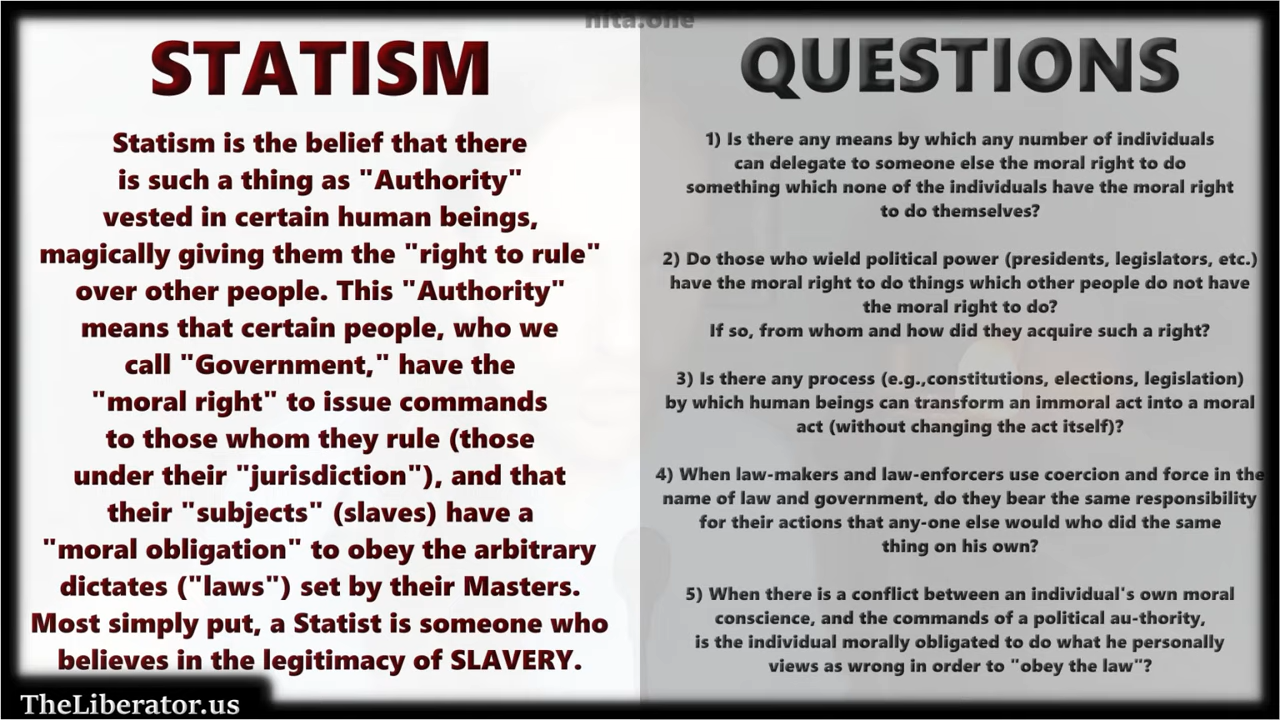 nita.one
STATISM
Statism is the belief that there
is such a thing as "Authority"
vested in certain human beings,
magically giving them the "right to rule"
over other people. This "Authority"
means that certain people, who we
call "Government," have the
"moral right" to issue commands
to those whom they rule (those
under their "jurisdiction"), and that
their "subjects" (slaves) have a
"moral obligation" to obey the arbitrary
dictates ("laws") set by their Masters.
Most simply put, a Statist is someone who
believes in the legitimacy of SLAVERY.
TheLiberator.us
QUESTIONS
1) Is there any means by which any number of individuals
can delegate to someone else the moral right to do
something which none of the individuals have the moral right
to do themselves?
2) Do those who wield political power (presidents, legislators, etc.)
have the moral right to do things which other people do not have
the moral right to do?
If so, from whom and how did they acquire such a right?
3) Is there any process (e.g.,constitutions, elections, legislation)
by which human beings can transform an immoral act into a moral
act (without changing the act itself)?
4) When law-makers and law-enforcers use coercion and force in the
name of law and government, do they bear the same responsibility
for their actions that any-one else would who did the same
thing on his own?
5) When there is a conflict between an individual's own moral
conscience, and the commands of a political au-thority,
is the individual morally obligated to do what he personally
views as wrong in order to "obey the law"?